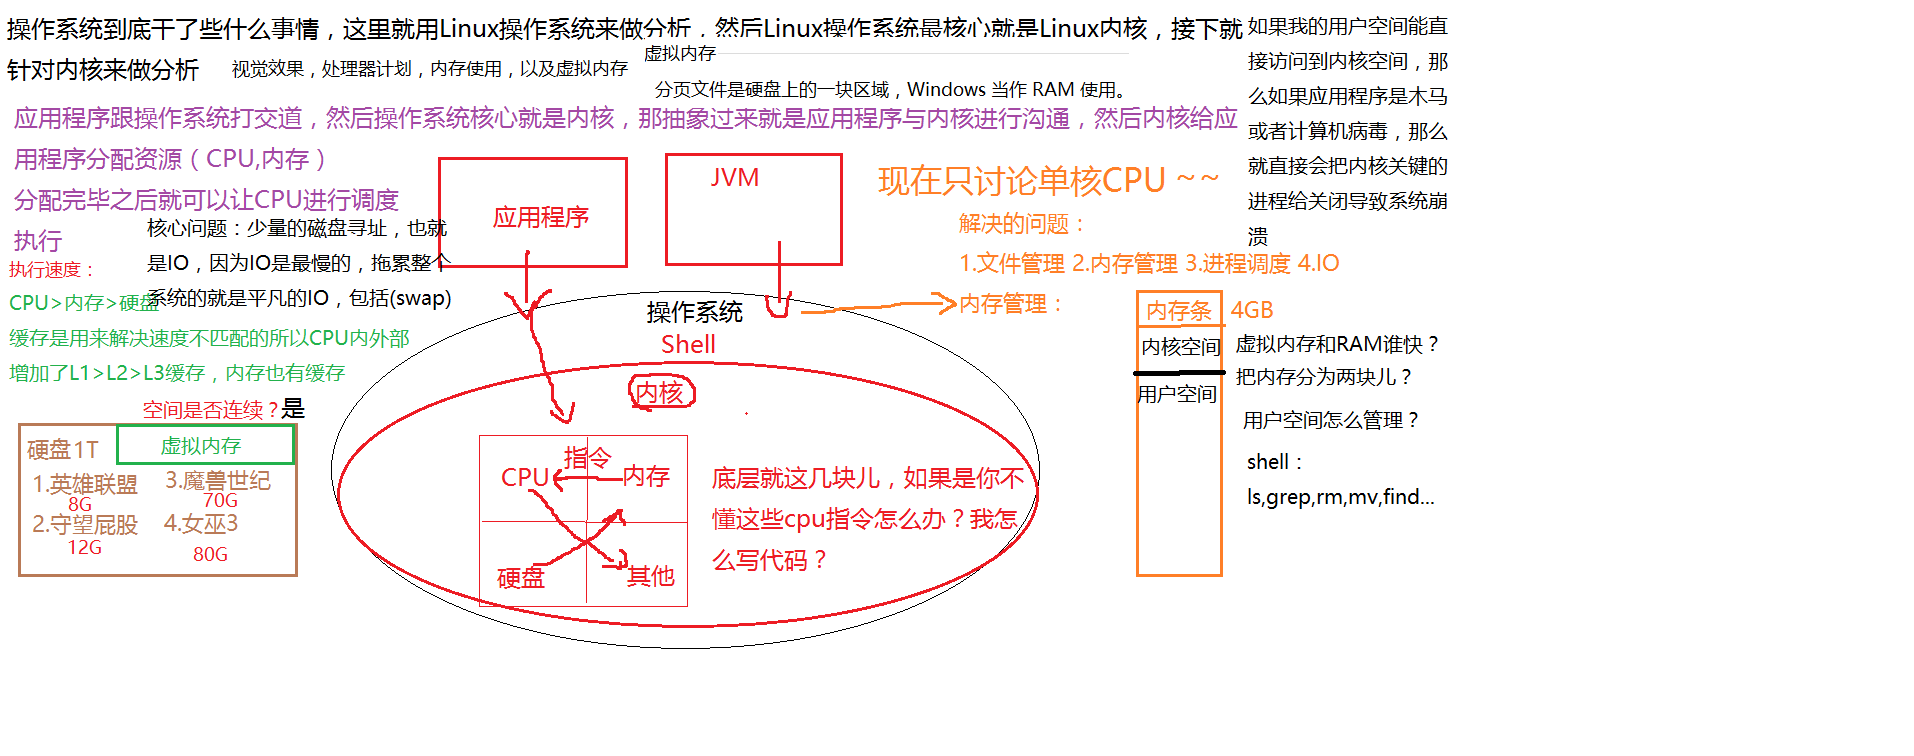 操作系统到底干了些什么事情，这里就用Linux操作系统来做分析，然后Linux操作系统最核心就是Linux内核，接下就
针对内核来做分析
视觉效果，处理器计划，内存使用，以及虚拟内存
虚拟内存
分页文件是硬盘上的一块区域，Windows 当作 RAM 使用。
应用程序跟操作系统打交道，然后操作系统核心就是内核，那抽象过来就是应用程序与内核进行沟通，然后内核给应
用程序分配资源（CPU,内存）
分配完毕之后就可以让CPU进行调度
执行
核心问题：少量的磁盘寻址，也就
是IO，因为IO是最慢的，拖累整个
系统的就是平凡的IO，包括(swap)
执行速度：
CPU>内存>硬盘
缓存是用来解决速度不匹配的所以CPU内外部
增加了L1>L2>L3缓存，内存也有缓存
空间是否连续？是
硬盘1T
虚拟内存
1.英雄联盟
8G
3.魔兽世纪
70G
2.守望屁股
12G
4.女巫3
80G
应用程序
JVM
操作系统
Shell
内核
CPU
指令
内存
硬盘
其他
底层就这几块儿，如果是你不
懂这些cpu指令怎么办？我怎
么写代码？
现在只讨论单核CPU ~ ~
解决的问题：
1.文件管理 2.内存管理 3.进程调度 4.IO
内存管理：
如果我的用户空间能直
接访问到内核空间，那
么如果应用程序是木马
或者计算机病毒，那么
就直接会把内核关键的
进程给关闭导致系统崩
溃
内存条
4GB
内核空间
用户空间
虚拟内存和RAM谁快？
把内存分为两块儿？
用户空间怎么管理？
shell：
ls,grep,rm,mv,find...